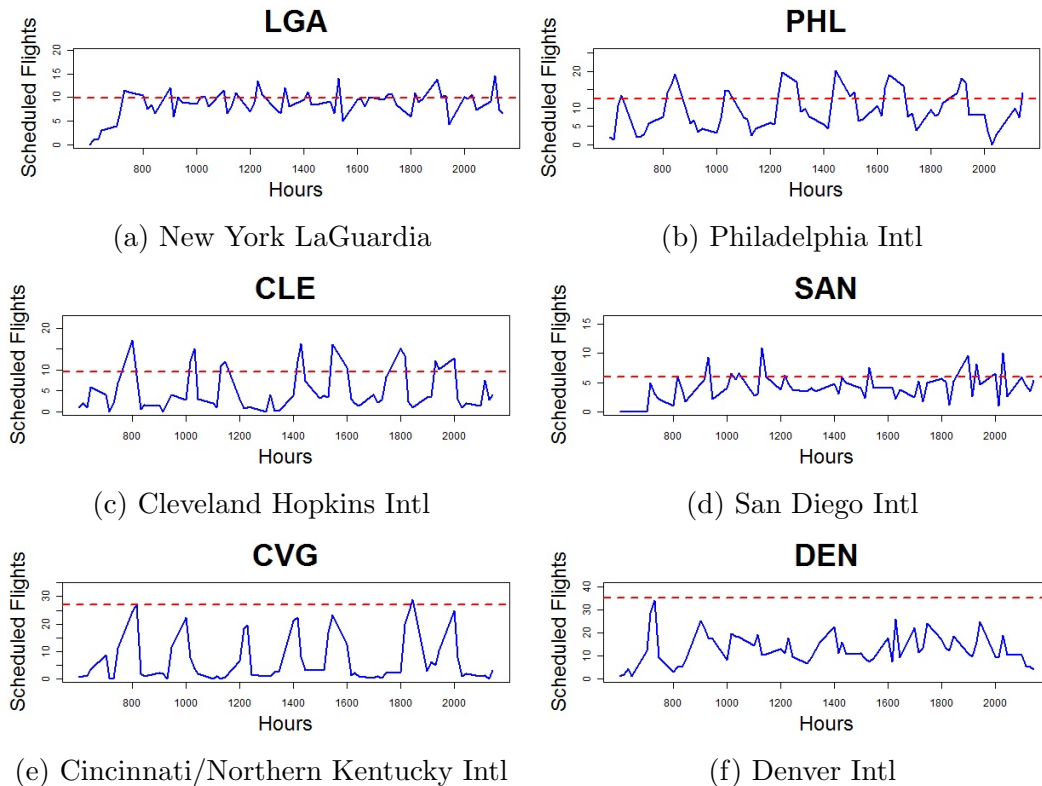 LGA
Scheduled Flights
0 5 10 15 20
800 1000 1200 1400 1600 1800 2000
Hours
(a) New York LaGuardia
PHL
Scheduled Flights
0 5 10 20
800 1000 1200 1400 1600 1800 2000
Hours
(b) Philadelphia Intl
CLE
Scheduled Flights
0 5 10 20
800 1000 1200 1400 1600 1800 2000
Hours
(c) Cleveland Hopkins Intl
SAN
Scheduled Flights
0 5 10 15
800 1000 1200 1400 1600 1800 2000
Hours
(d) San Diego Intl
CVG
Scheduled Flights
0 10 20 30
800 1000 1200 1400 1600 1800 2000
Hours
(e) Cincinnati/Northern Kentucky Intl
DEN
Scheduled Flights
0 10 20 30 40
800 1000 1200 1400 1600 1800 2000
Hours
(f) Denver Intl